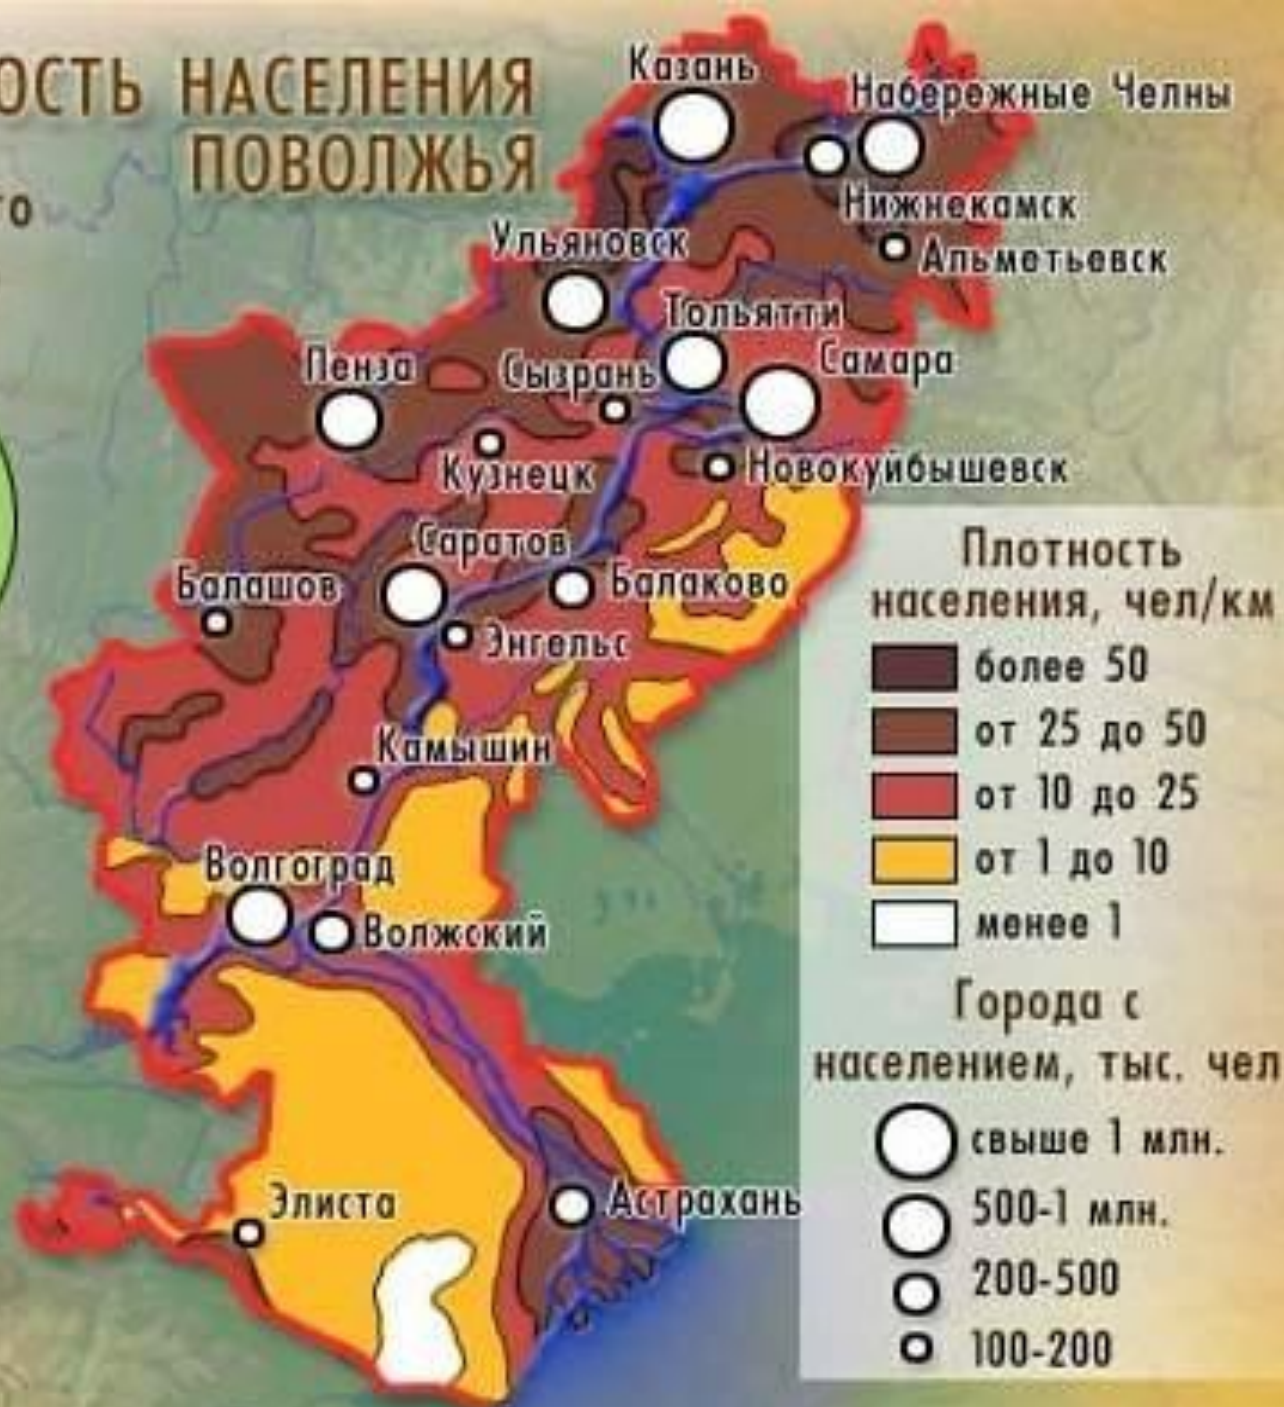 ОСТЬ НАСЕЛЕНИЯ
ПОВОЛЖЬЯ
го
Казань
Набережные Челны
Нижнекамск
Ульяновск
Альметьевск
Тольятти
Пенза
Сызрань
Самара
Кузнецк
Новокуйбышевск
Саратов
Балашов
Балаково
Энгельс
Камышин
Волгоград
Волжский
Элиста
Астрахань
Плотность
населения, чел/км
более 50
от 25 до 50
от 10 до 25
от 1 до 10
менее 1
Города с
населением, тыс. чел
свыше 1 млн.
500-1 млн.
200-500
100-200